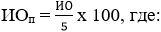 ИОп = ИО/5 х 100, где: